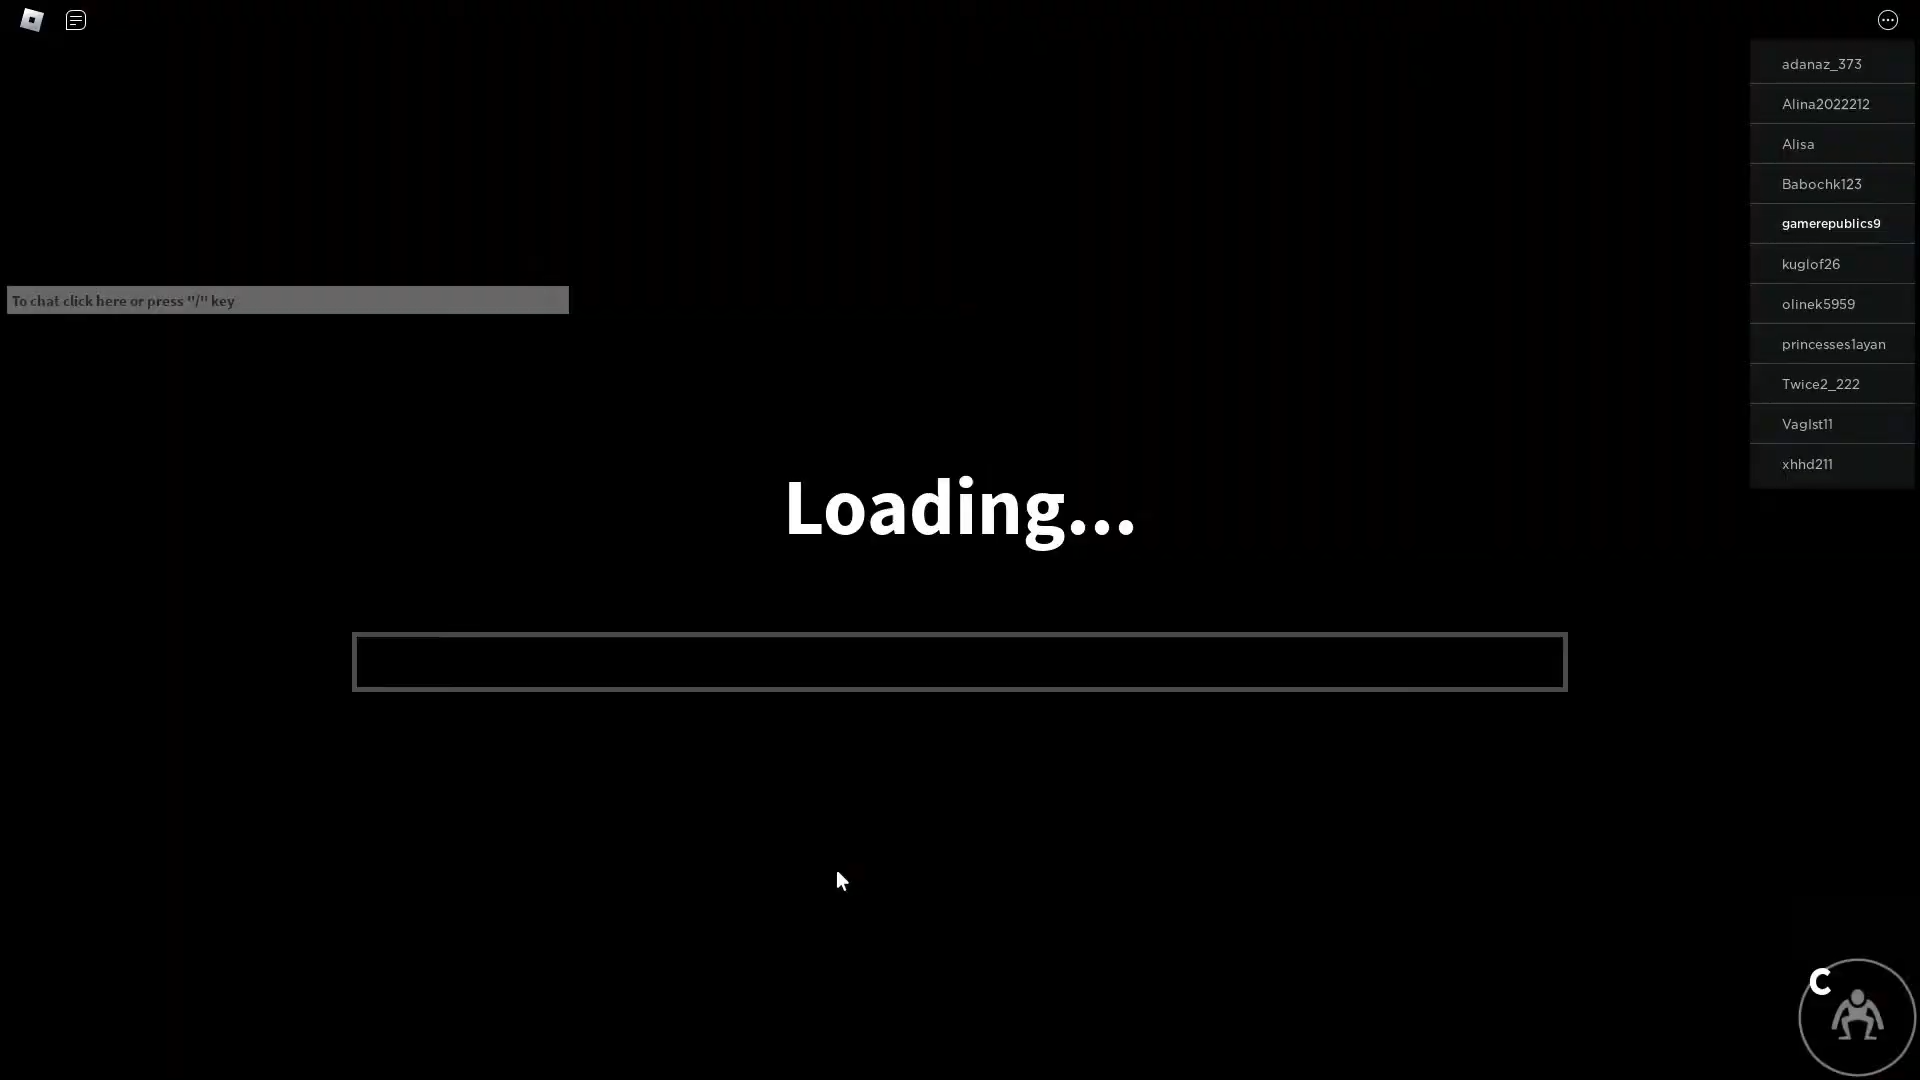 adanaz_373
Alina2022212
Alisa
Babochk123
gamerepublics9
kuglof26
To chat click here or press "/" key
olinek5959
princesses1ayan
Twice2_222
Vaglst11
xhhd211
Loading...
C